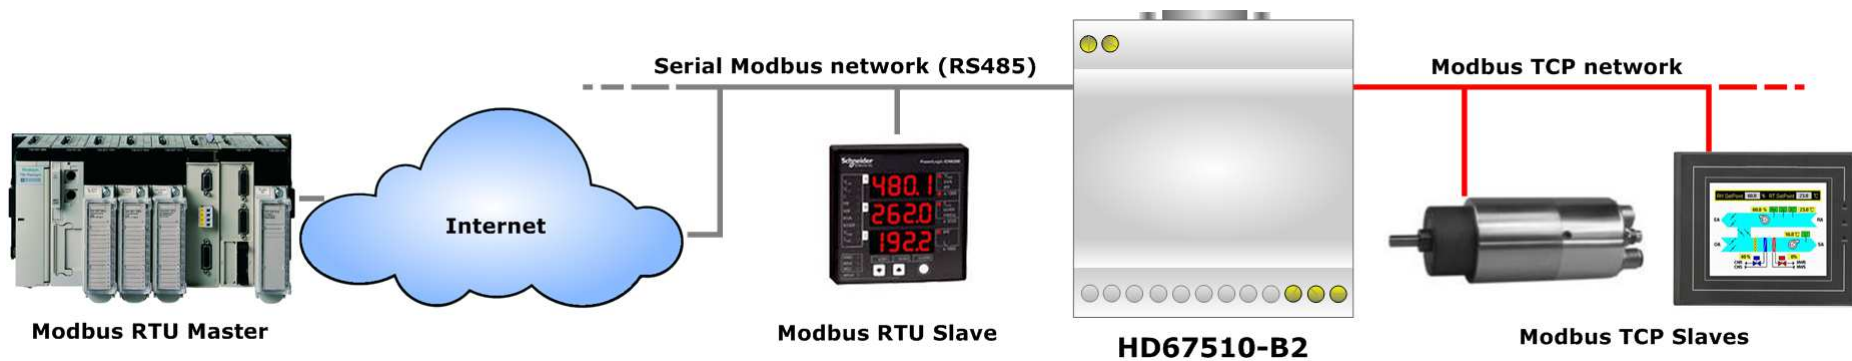 Serial Modbus network (RS485)
Modbus TCP network
Internet
Schneider
480.1
262.0
192.2
Modbus RTU Master
Modbus RTU Slave
HD67510-B2
Modbus TCP Slaves